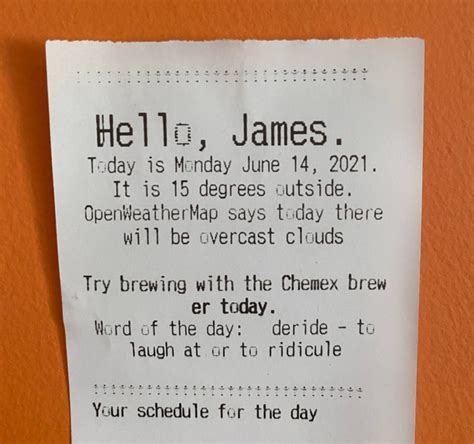 Hello, James.
Today is Monday June 14, 2021.
It is 15 degrees outside.
OpenWeatherMap says today there
will be overcast clouds
Try brewing with the Chemex brew
er today.
Word of the day: deride - to
laugh at or to ridicule
Your schedule for the day